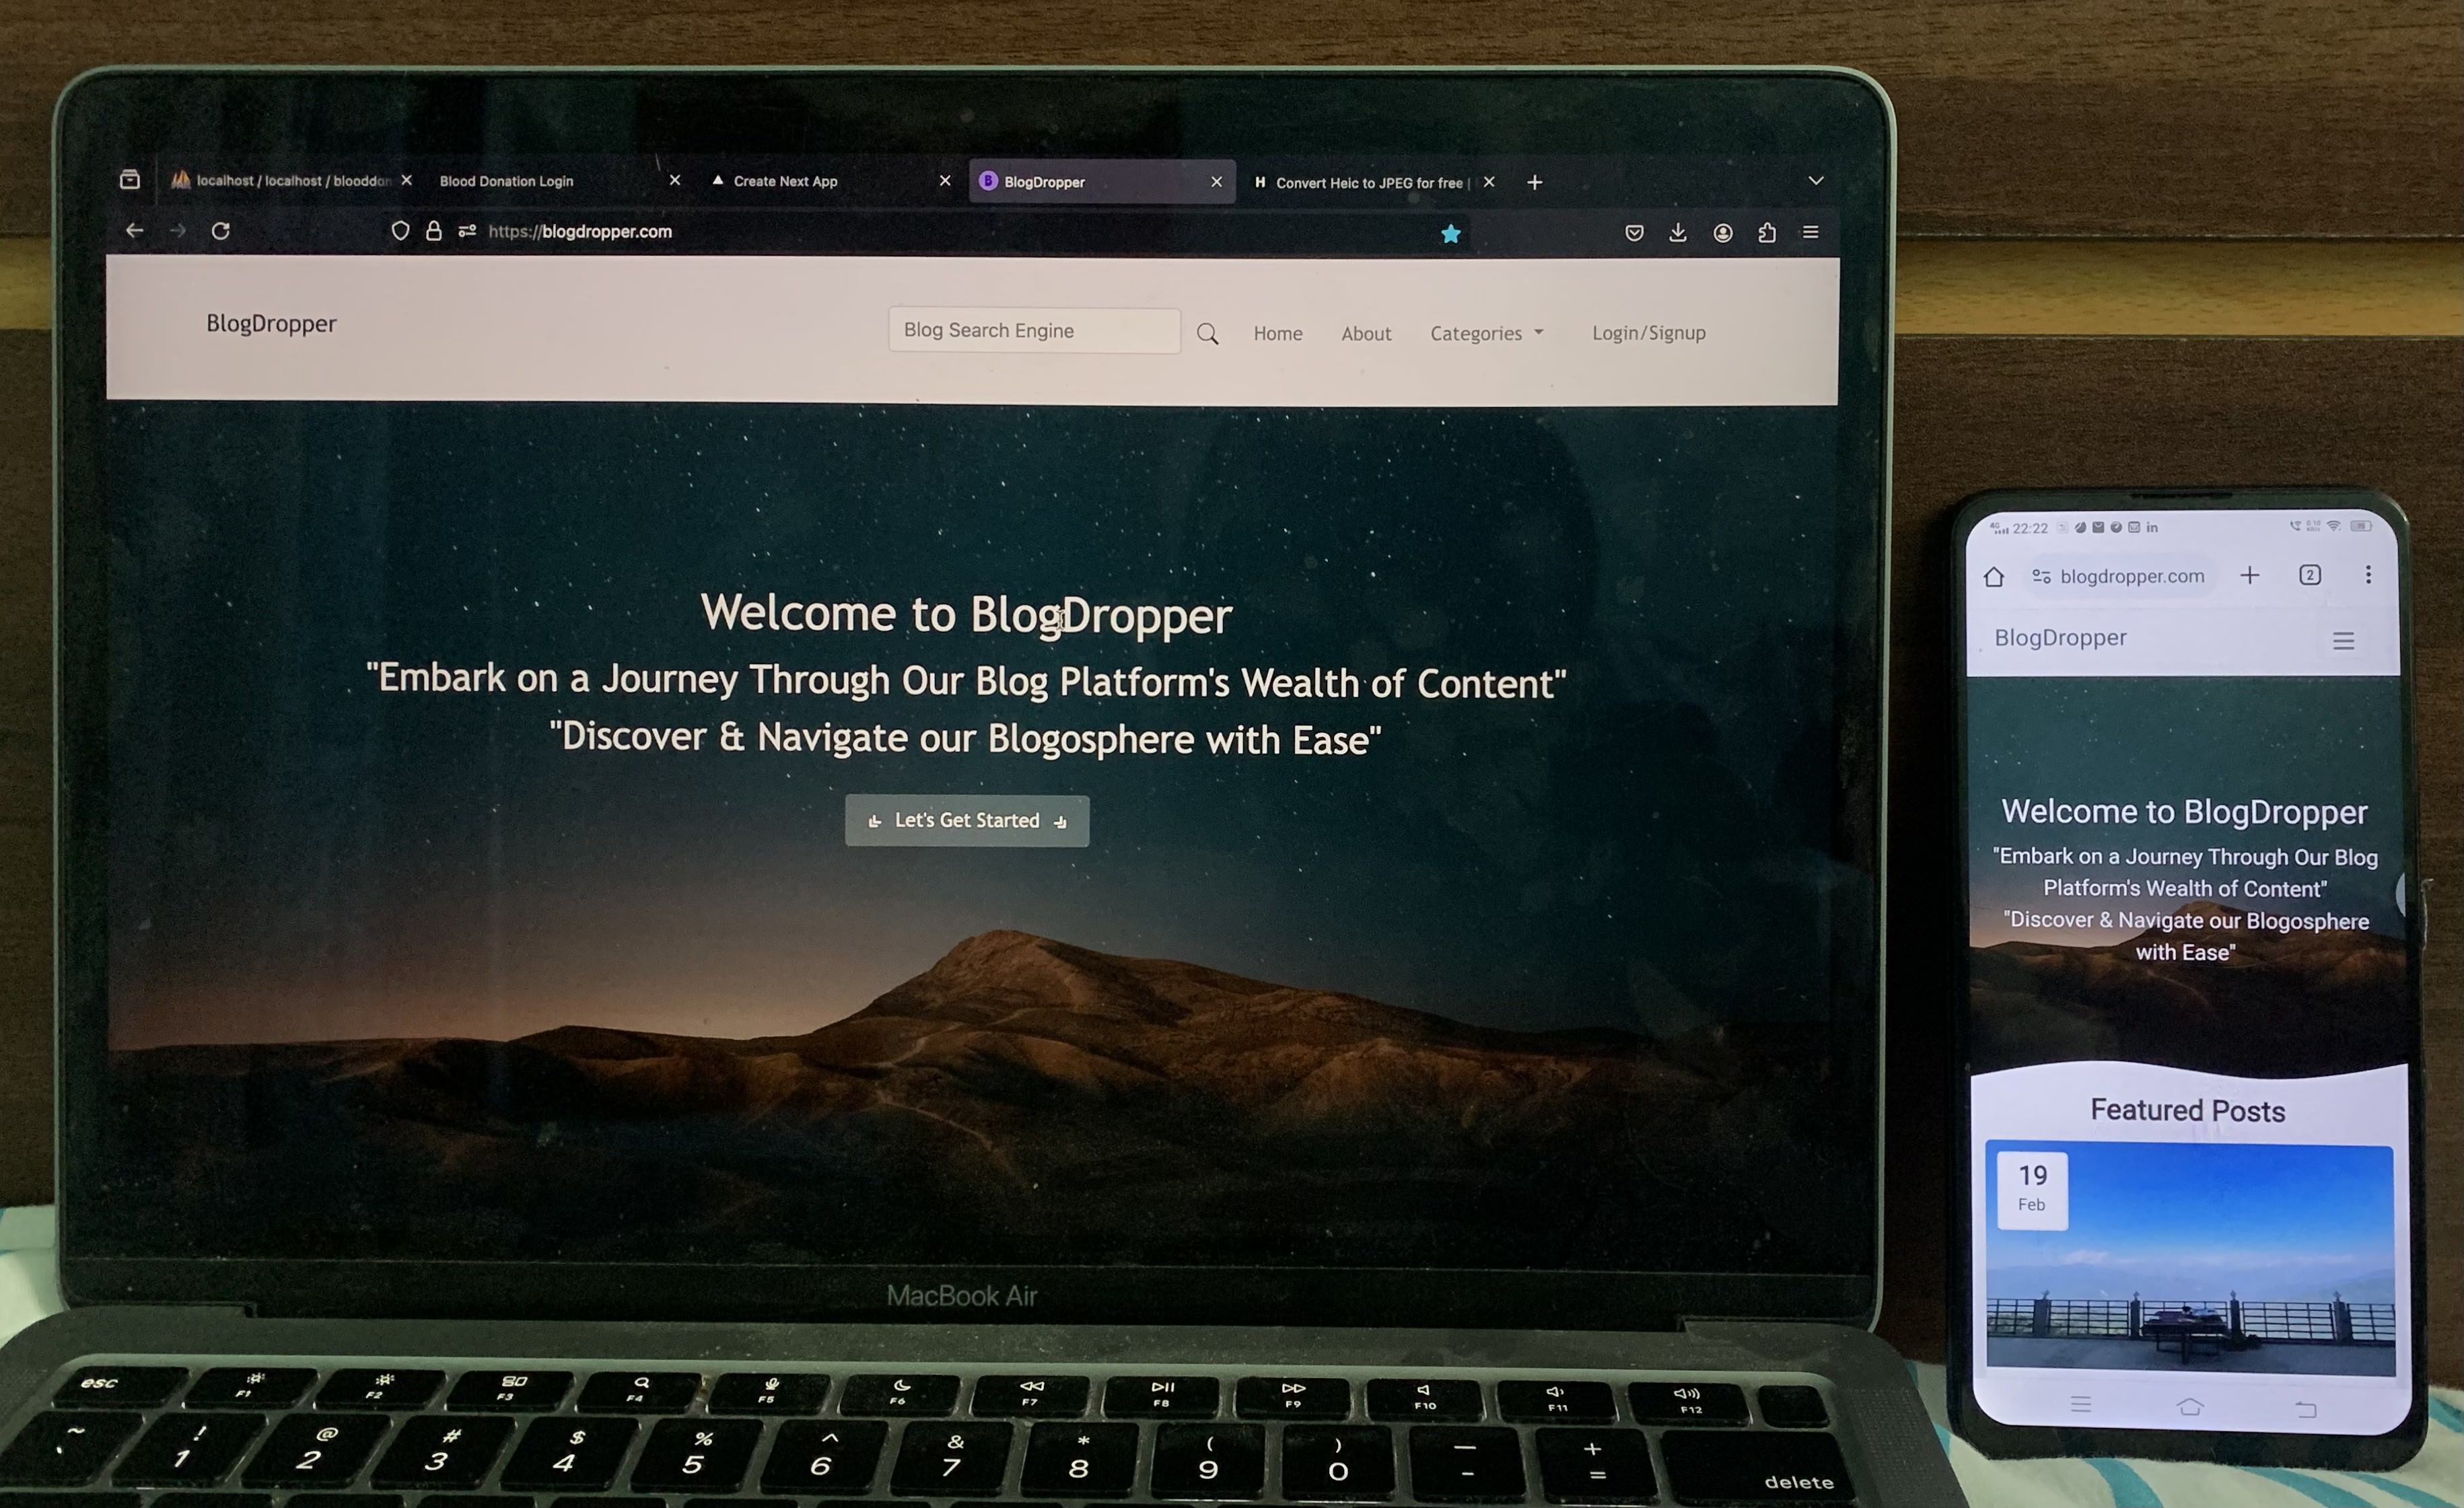 localhost / localhost / blooddon
Blood Donation Login
Create Next App
B BlogDropper
H Convert Heic to JPEG for free |
https://blogdropper.com
BlogDropper
Blog Search Engine
Home
About
Categories
Login/Signup
Welcome to BlogDropper
"Embark on a Journey Through Our Blog Platform's Wealth of Content"
"Discover & Navigate our Blogosphere with Ease"
Let's Get Started
MacBook Air
esc F1 F2 F3 F4 F5 F6 F7 F8 F9 F10 F11 F12
~ ! @ # $ % ^ & * ( ) — +
` 1 2 3 4 5 6 7 8 9 0 - = delete
4G 22:22 in
blogdropper.com 2
BlogDropper
Welcome to BlogDropper
"Embark on a Journey Through Our Blog
Platform's Wealth of Content"
"Discover & Navigate our Blogosphere
with Ease"
Featured Posts
19
Feb